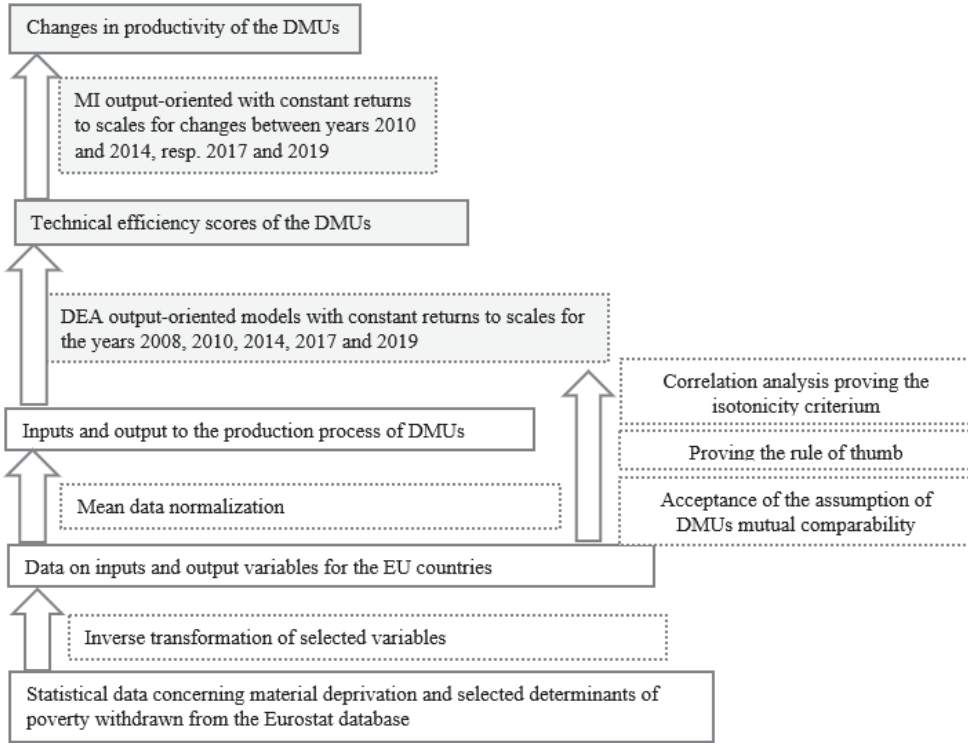 Changes in productivity of the DMUs
MI output-oriented with constant returns
to scales for changes between years 2010
and 2014, resp. 2017 and 2019
Technical efficiency scores of the DMUs
DEA output-oriented models with constant returns to scales for
the years 2008, 2010, 2014, 2017 and 2019
Correlation analysis proving the
isotonicity criterium
Inputs and output to the production process of DMUs
Proving the rule of thumb
Mean data normalization
Acceptance of the assumption of
DMUs mutual comparability
Data on inputs and output variables for the EU countries
Inverse transformation of selected variables
Statistical data concerning material deprivation and selected determinants of
poverty withdrawn from the Eurostat database